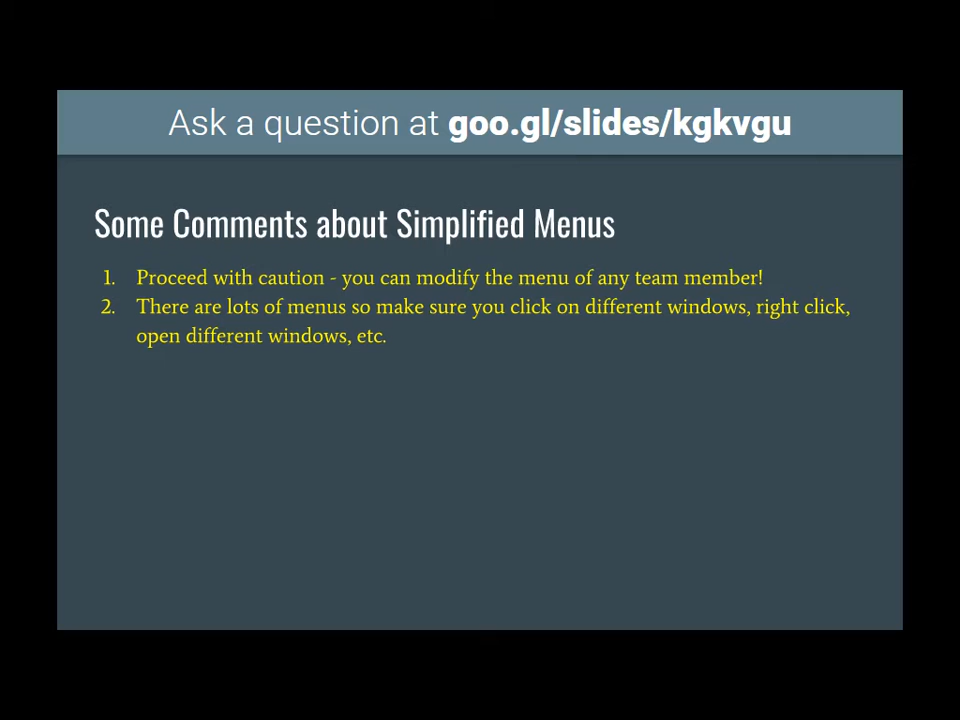 Ask a question at goo.gl/slides/kgkvgu
Some Comments about Simplified Menus
1. Proceed with caution - you can modify the menu of any team member!
2. There are lots of menus so make sure you click on different windows, right click,
open different windows, etc.